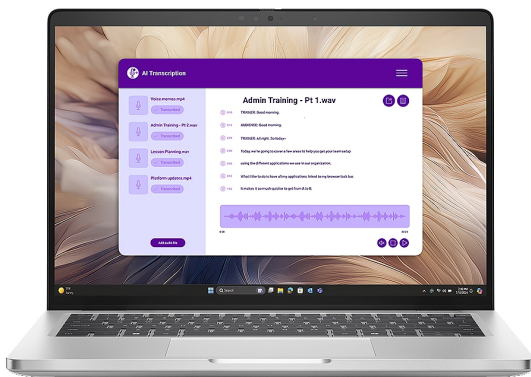 AI Transcription
Voice memos.mp4
Transcribed
Admin Training - Pt 2.wav
Transcribed
Lesson Planning.mov
Transcribed
Platform updates.mp4
Transcribed
Add Audio File
Admin Training - Pt 1.wav
TRAINER: Good morning.
AUDIENCE: Good morning.
TRAINER: All right. So today-
Today, we're going to cover a few areas to help you get your team setup
using the different applications we use in our organization.
What I like to do is have all my applications listed to my browser task bar.
It makes it so much quicker to get from A to B.
Search